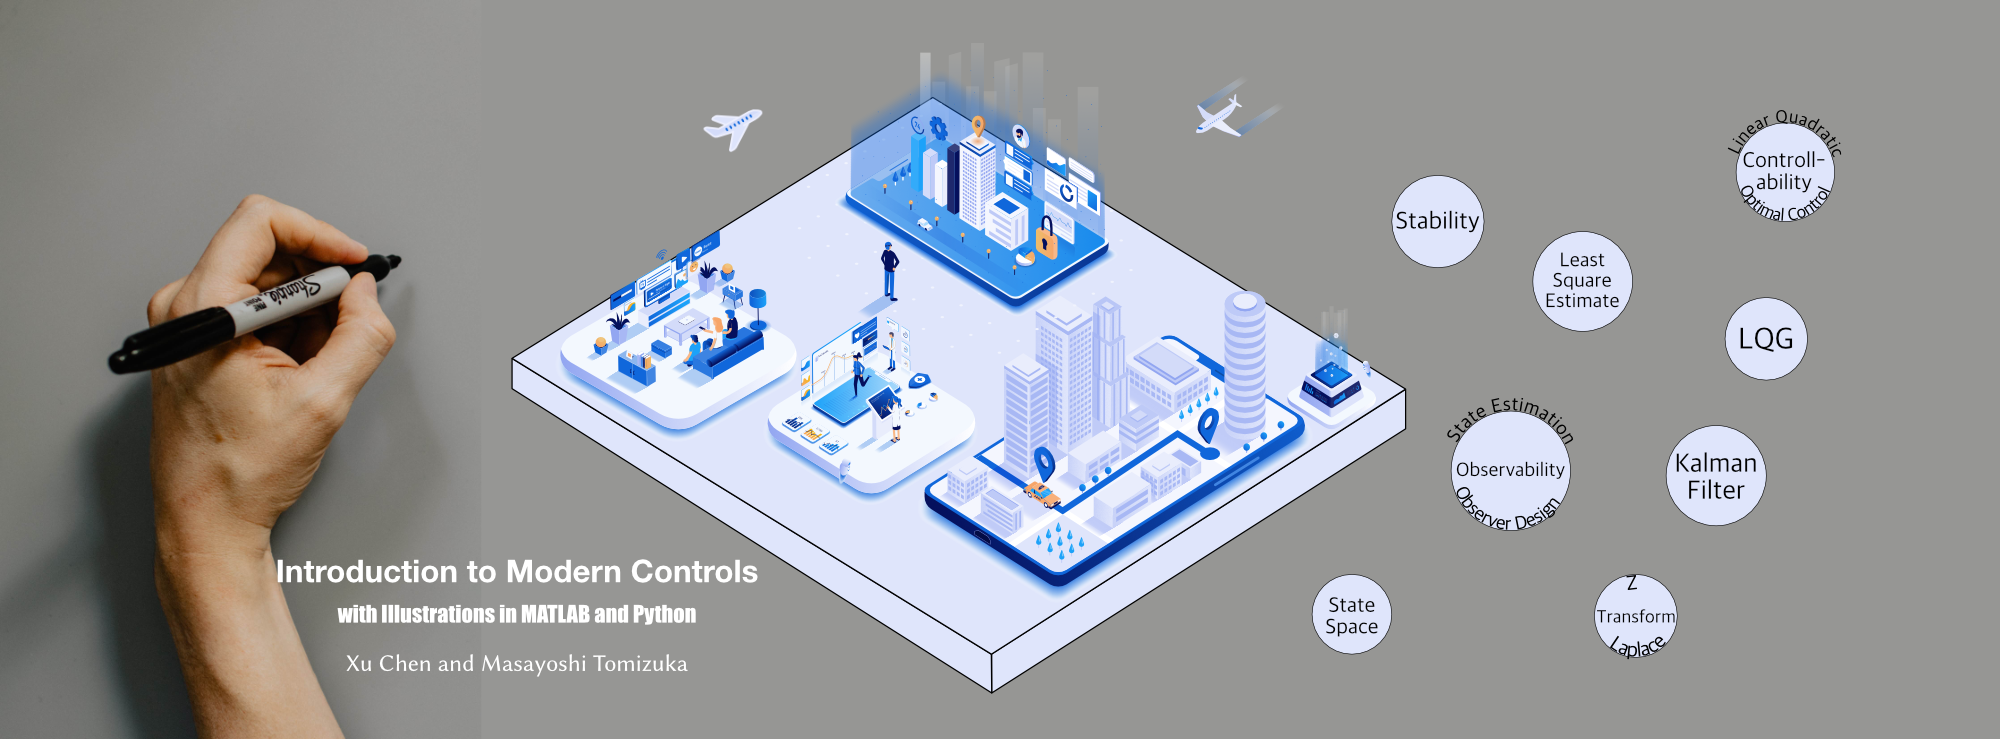 Sharpie
FINE
POINT
Introduction to Modern Controls
with Illustrations in MATLAB and Python
Xu Chen and Masayoshi Tomizuka
Stability
Linear Quadratic
Controll-
ability
Optimal Control
Least
Square
Estimate
LQG
State Estimation
Observability
Observer Design
Kalman
Filter
State
Space
Z
Transform
Laplace